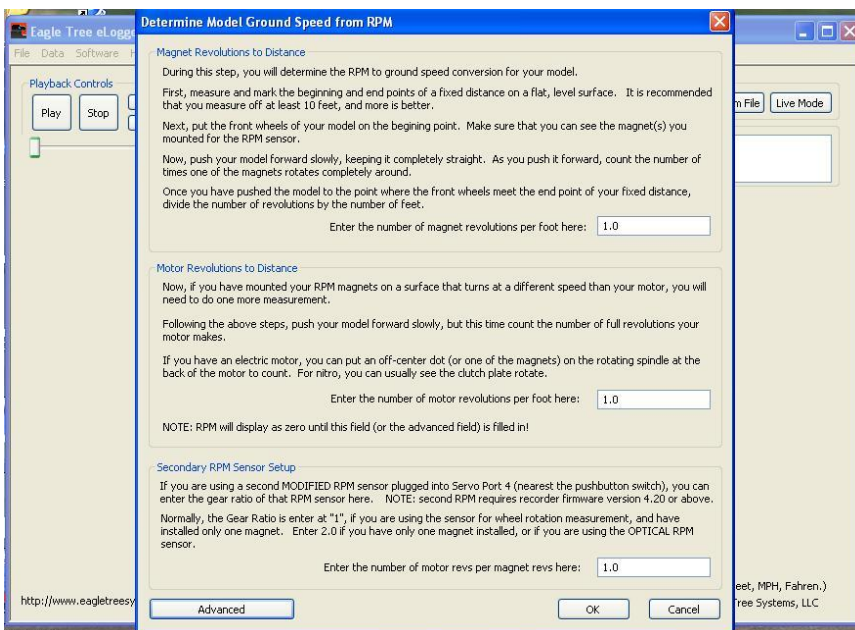 Eagle Tree eLogge
Determine Model Ground Speed from RPM
File Data Software H
Playback Controls
Play
Stop
m File
Live Mode
Magnet Revolutions to Distance
During this step, you will determine the RPM to ground speed conversion for your model.
First, measure and mark the beginning and end points of a fixed distance on a flat, level surface. It is recommended
that you measure off at least 10 feet, and more is better.
Next, put the front wheels of your model on the begining point. Make sure that you can see the magnet(s) you
mounted for the RPM sensor.
Now, push your model forward slowly, keeping it completely straight. As you push it forward, count the number of
times one of the magnets rotates completely around.
Once you have pushed the model to the point where the front wheels meet the end point of your fixed distance,
divide the number of revolutions by the number of feet.
Enter the number of magnet revolutions per foot here: 1.0
Motor Revolutions to Distance
Now, if you have mounted your RPM magnets on a surface that turns at a different speed than your motor, you will
need to do one more measurement.
Following the above steps, push your model forward slowly, but this time count the number of full revolutions your
motor makes.
If you have an electric motor, you can put an off-center dot (or one of the magnets) on the rotating spindle at the
back of the motor to count. For nitro, you can usually see the clutch plate rotate.
Enter the number of motor revolutions per foot here: 1.0
NOTE: RPM will display as zero until this field (or the advanced field) is filled in!
Secondary RPM Sensor Setup
If you are using a second MODIFIED RPM sensor plugged into Servo Port 4 (nearest the pushbutton switch), you can
enter the gear ratio of that RPM sensor here. NOTE: second RPM requires recorder firmware version 4.20 or above.
Normally, the Gear Ratio is enter at "1", if you are using the sensor for wheel rotation measurement, and have
installed only one magnet. Enter 2.0 if you have only one magnet installed, or if you are using the OPTICAL RPM
sensor.
Enter the number of motor revs per magnet revs here: 1.0
Advanced
OK
Cancel
eet, MPH, Fahren.)
http://www.eagletreesy
Tree Systems, LLC